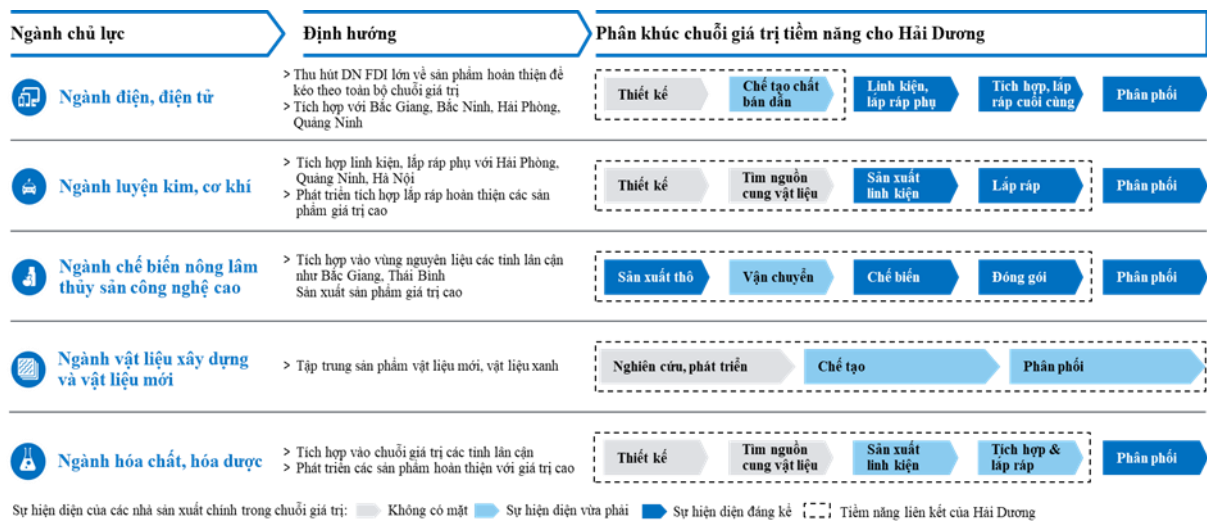 Ngành chủ lực
Định hướng
Phân khúc chuỗi giá trị tiềm năng cho Hải Dương
Ngành điện, điện tử
> Thu hút DN FDI lớn về sản phẩm hoàn thiện để
kéo theo toàn bộ chuỗi giá trị
> Tích hợp với Bắc Giang, Bắc Ninh, Hải Phòng,
Quảng Ninh
Thiết kế
Chế tạo chất
bán dẫn
Linh kiện,
lắp ráp phụ
Tích hợp, lắp
ráp cuối cùng
Phân phối
Ngành luyện kim, cơ khí
> Tích hợp linh kiện, lắp ráp phụ với Hải Phòng,
Quảng Ninh, Hà Nội
> Phát triển tích hợp lắp ráp hoàn thiện các sản
phẩm giá trị cao
Thiết kế
Tìm nguồn
cung vật liệu
Sản xuất
linh kiện
Lắp ráp
Phân phối
Ngành chế biến nông lâm
thủy sản công nghệ cao
> Tích hợp vào vùng nguyên liệu các tỉnh lân cận
như Bắc Giang, Thái Bình
Sản xuất sản phẩm giá trị cao
Sản xuất thô
Vận chuyển
Chế biến
Đóng gói
Phân phối
Ngành vật liệu xây dựng
và vật liệu mới
> Tập trung sản phẩm vật liệu mới, vật liệu xanh
Nghiên cứu, phát triển
Chế tạo
Phân phối
Ngành hóa chất, hóa dược
> Tích hợp vào chuỗi giá trị các tỉnh lân cận
> Phát triển các sản phẩm hoàn thiện với giá trị cao
Thiết kế
Tìm nguồn
cung vật liệu
Sản xuất
linh kiện
Tích hợp &
lắp ráp
Phân phối
Sự hiện diện của các nhà sản xuất chính trong chuỗi giá trị: Không có mặt Sự hiện diện vừa phải Sự hiện diện đáng kể Tiềm năng liên kết của Hải Dương